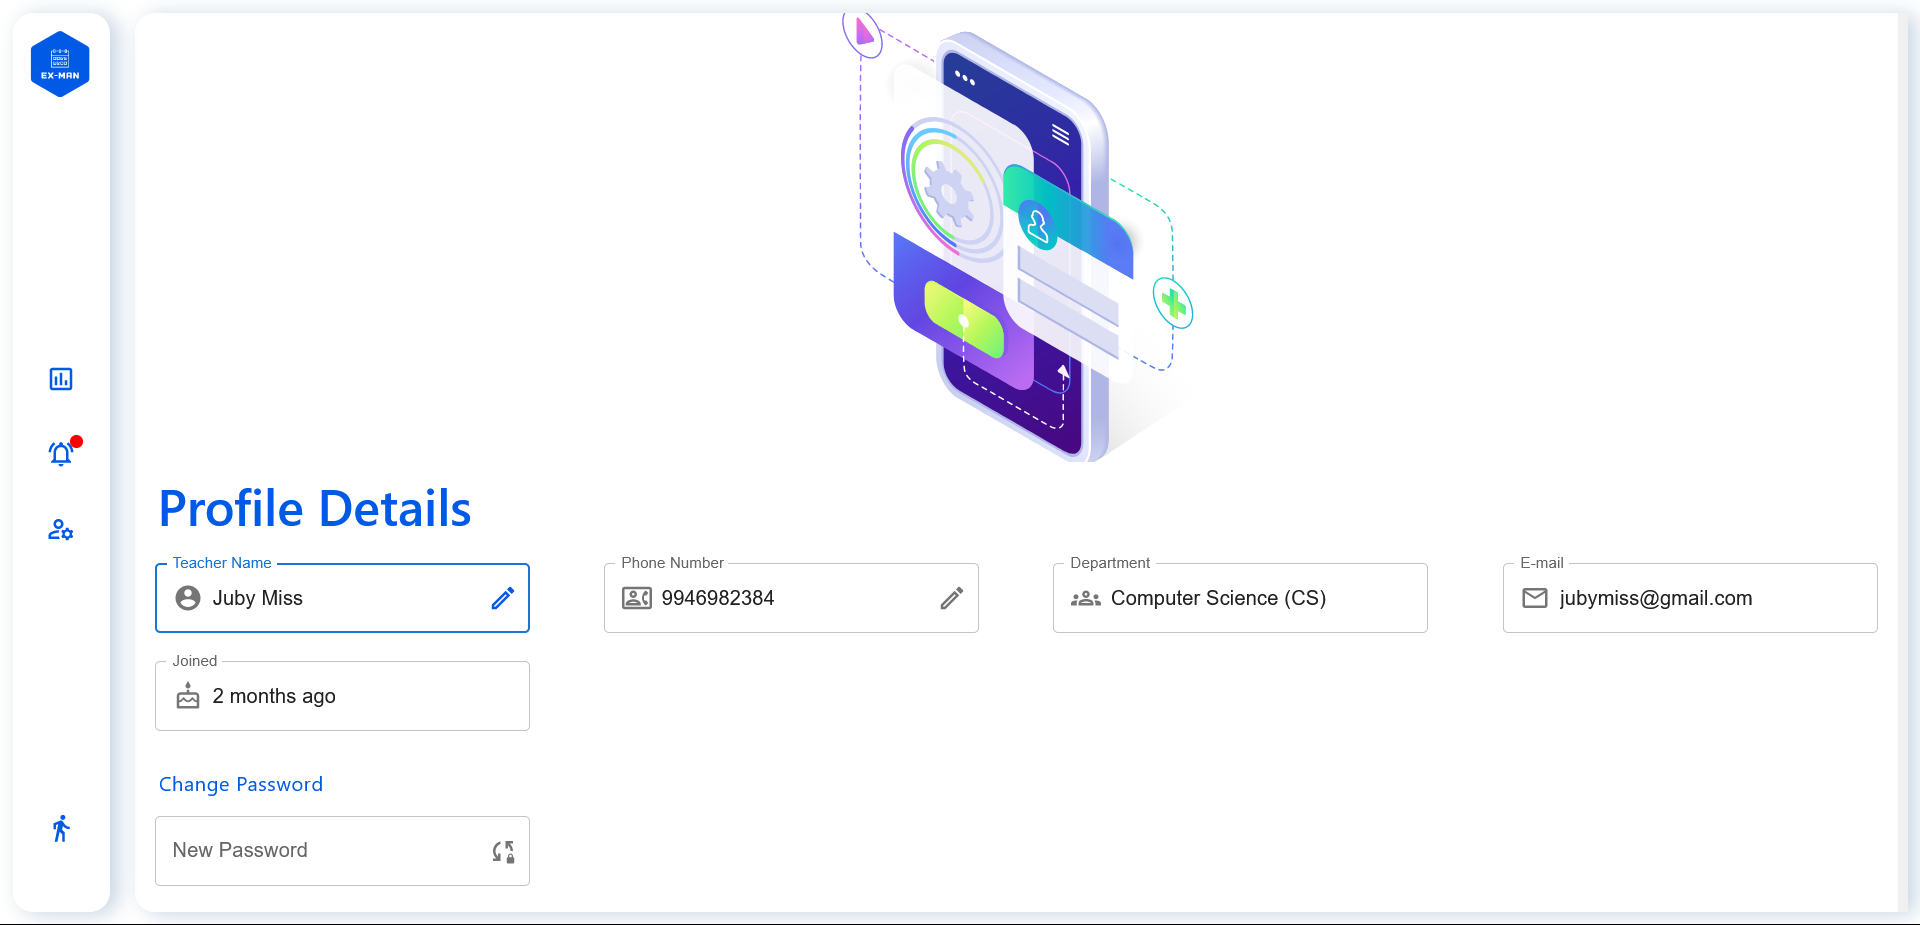 EX-MAN
Profile Details
Teacher Name
Juby Miss
Phone Number
9946982384
Department
Computer Science (CS)
E-mail
jubymiss@gmail.com
Joined
2 months ago
Change Password
New Password